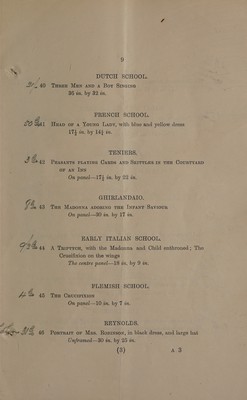 9
DUTCH SCHOOL.
40 Three Men and a Boy Singing
36 in. by 32 in.
FRENCH SCHOOL.
41 Head of a Young Lady, with blue and yellow dress
17½ in. by 14½ in.
TENIERS.
42 Peasants playing Cards and Skittles in the Courtyard
of an Inn
On panel—17½ in. by 22 in.
GHIRLANDAIO.
43 The Madonna adoring the Infant Saviour
On panel—30 in. by 17 in.
EARLY ITALIAN SCHOOL.
44 A Triptych, with the Madonna and Child enthroned; The
Crucifixion on the wings
The centre panel—18 in. by 9 in.
FLEMISH SCHOOL.
45 The Crucifixion
On panel—10 in. by 7 in.
REYNOLDS.
46 Portrait of Mrs. Robinson, in black dress, and large hat
Unframed—30 in. by 25 in.
(3) A 3